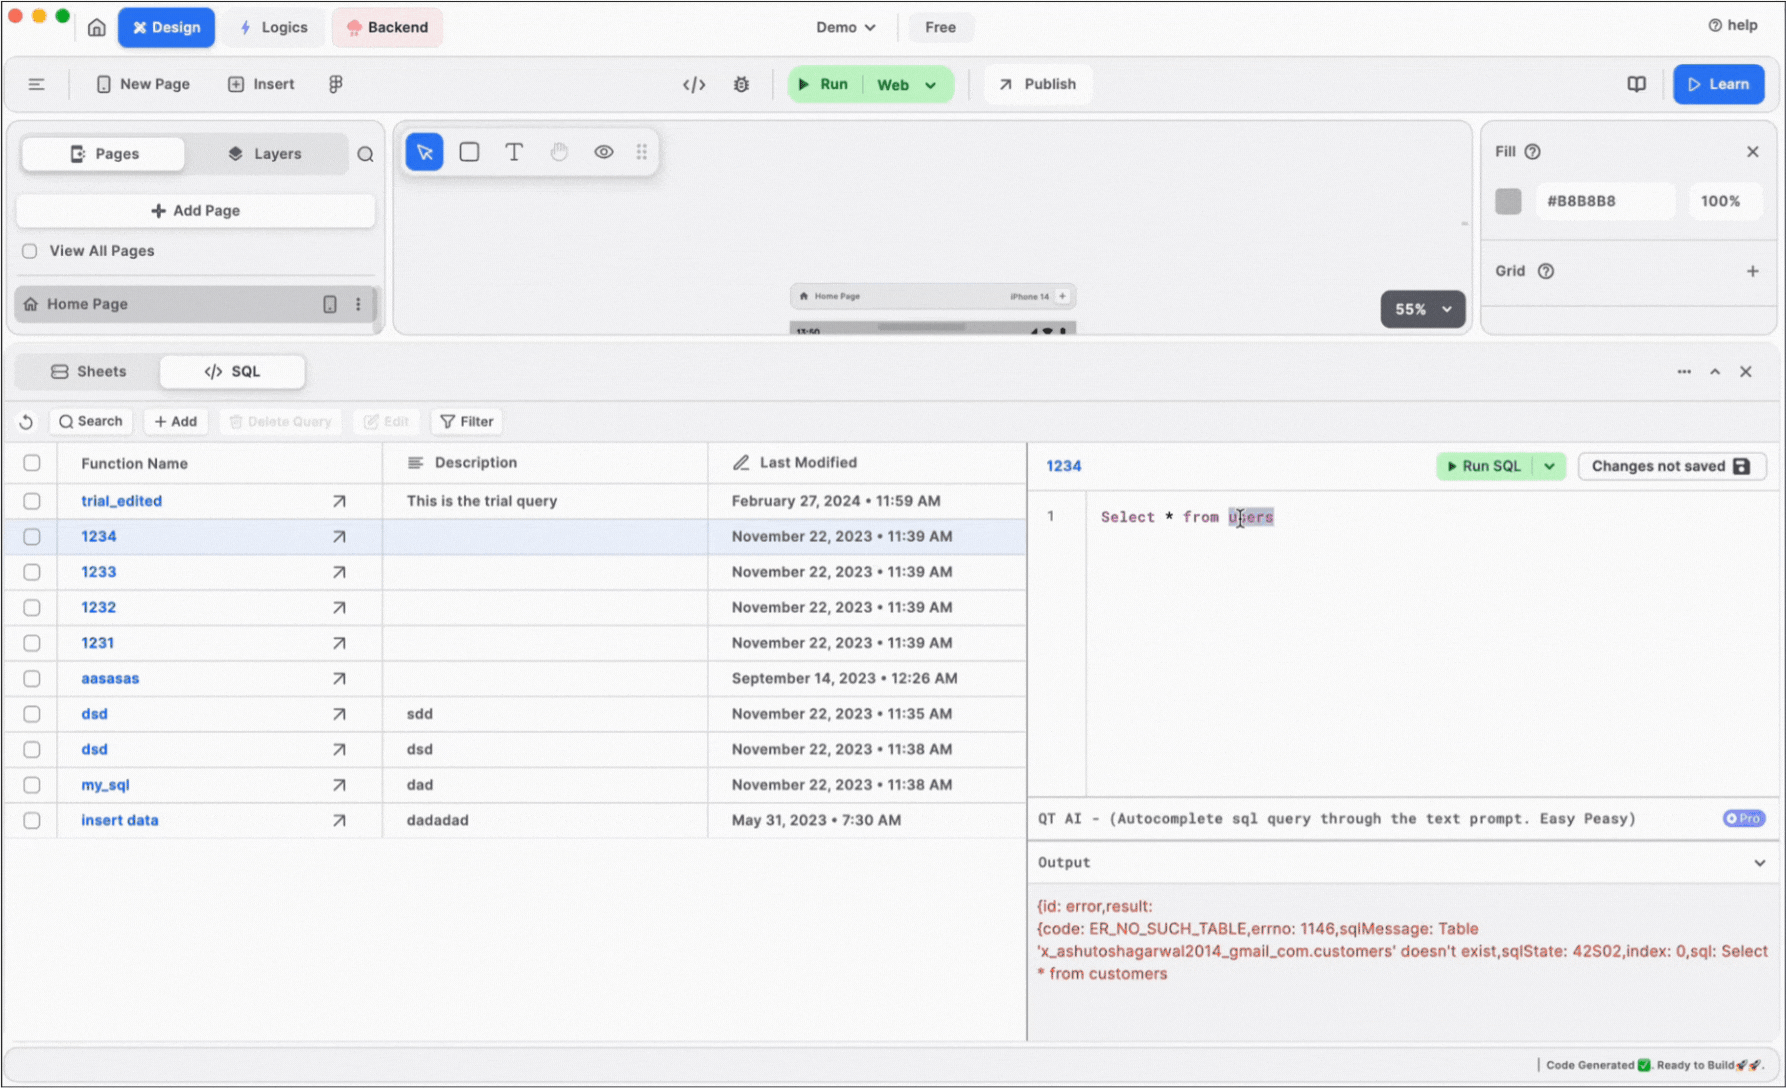 Design
Logics
Backend
Demo
Free
help
New Page
Insert
Run
Web
Publish
Learn
Pages
Layers
Add Page
View All Pages
Home Page
Home Page
iPhone 14
13:50
55%
Fill
#B8B8B8
100%
Grid
Sheets
</> SQL
Search
+ Add
Delete Query
Edit
Filter
Function Name
Description
Last Modified
trial_edited
This is the trial query
February 27, 2024 • 11:59 AM
1234
November 22, 2023 • 11:39 AM
1233
November 22, 2023 • 11:39 AM
1232
November 22, 2023 • 11:39 AM
1231
November 22, 2023 • 11:39 AM
aasasas
September 14, 2023 • 12:26 AM
dsd
sdd
November 22, 2023 • 11:35 AM
dsd
dsd
November 22, 2023 • 11:38 AM
my_sql
dad
November 22, 2023 • 11:38 AM
insert data
dadadad
May 31, 2023 • 7:30 AM
1234
Run SQL
Changes not saved
1
Select * from users
QT AI - (Autocomplete sql query through the text prompt. Easy Peasy)
Pro
Output
{id: error,result:
{code: ER_NO_SUCH_TABLE,errno: 1146,sqlMessage: Table
'x_ashutoshagarwal2014_gmail_com.customers' doesn't exist,sqlState: 42S02,index: 0,sql: Select
* from customers
Code Generated ✅. Ready to Build🚀🚀.